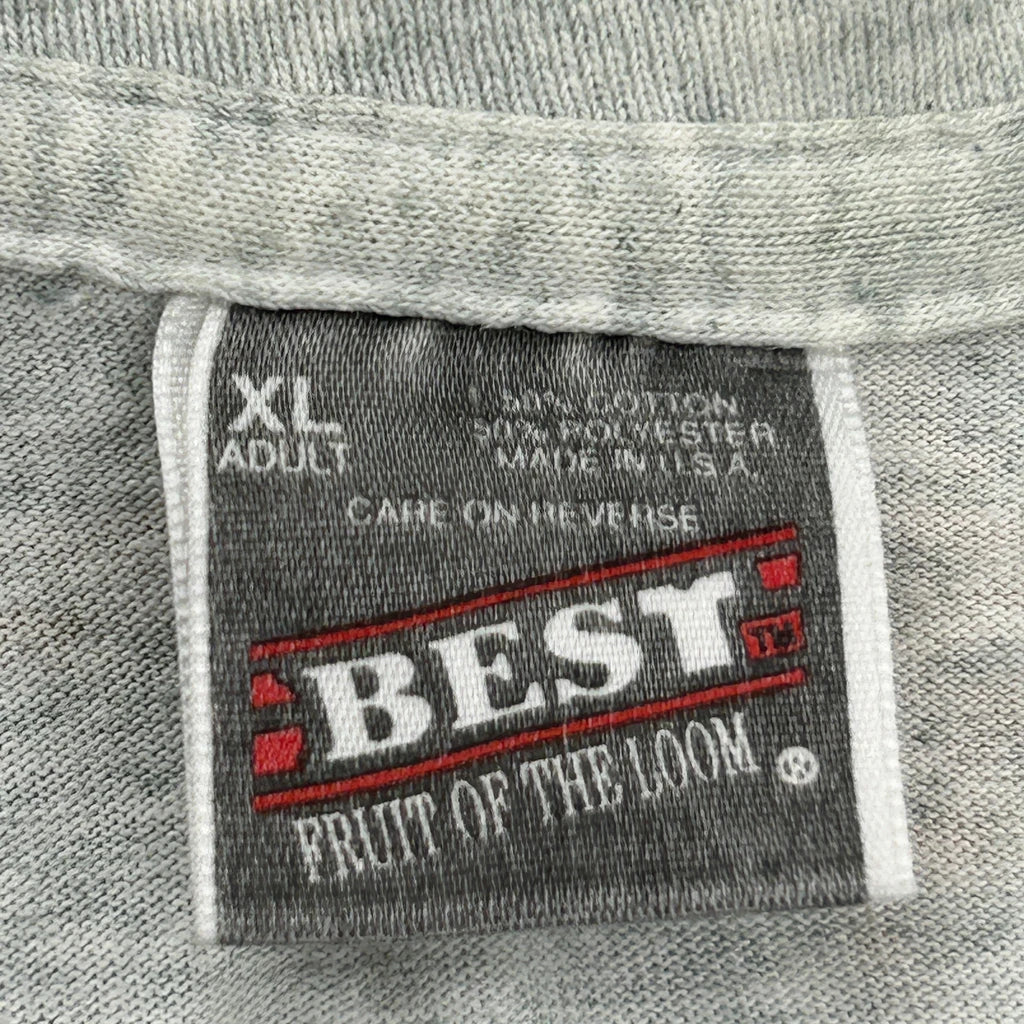 XL
ADULT
50% COTTON
50% POLYESTER
MADE IN U.S.A.
CARE ON REVERSE
BEST
TM
FRUIT OF THE LOOM
®